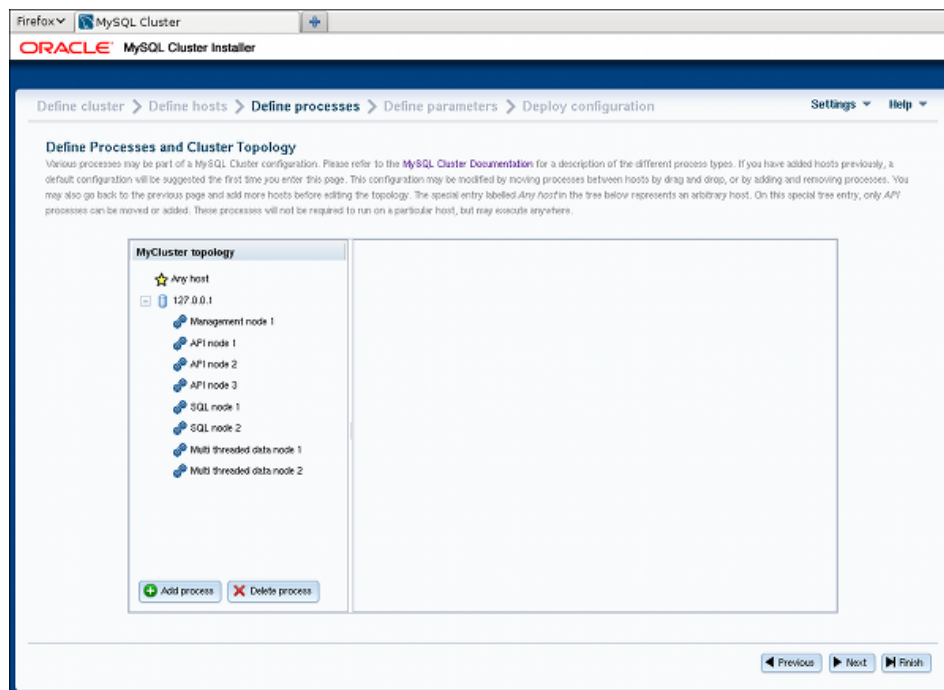 Firefox
MySQL Cluster
ORACLE MySQL Cluster Installer
Define cluster Define hosts Define processes Define parameters Deploy configuration Settings Help
Define Processes and Cluster Topology
Various processes may be part of a MySQL Cluster configuration. Please refer to the MySQL Cluster Documentation for a description of the different process types. If you have added hosts previously, a
default configuration will be suggested the first time you enter this page. This configuration may be modified by moving processes between hosts by drag and drop, or by adding and removing processes. You
may also go back to the previous page and add more hosts before editing the topology. The special entry labelled Any host in the tree below represents an arbitrary host. On this special tree entry, only API
processes can be moved or added. These processes will not be required to run on a particular host, but may execute anywhere.
MyCluster topology
Any host
127.0.0.1
Management node 1
API node 1
API node 2
API node 3
SQL node 1
SQL node 2
Multi threaded data node 1
Multi threaded data node 2
Add process Delete process
Previous Next Finish